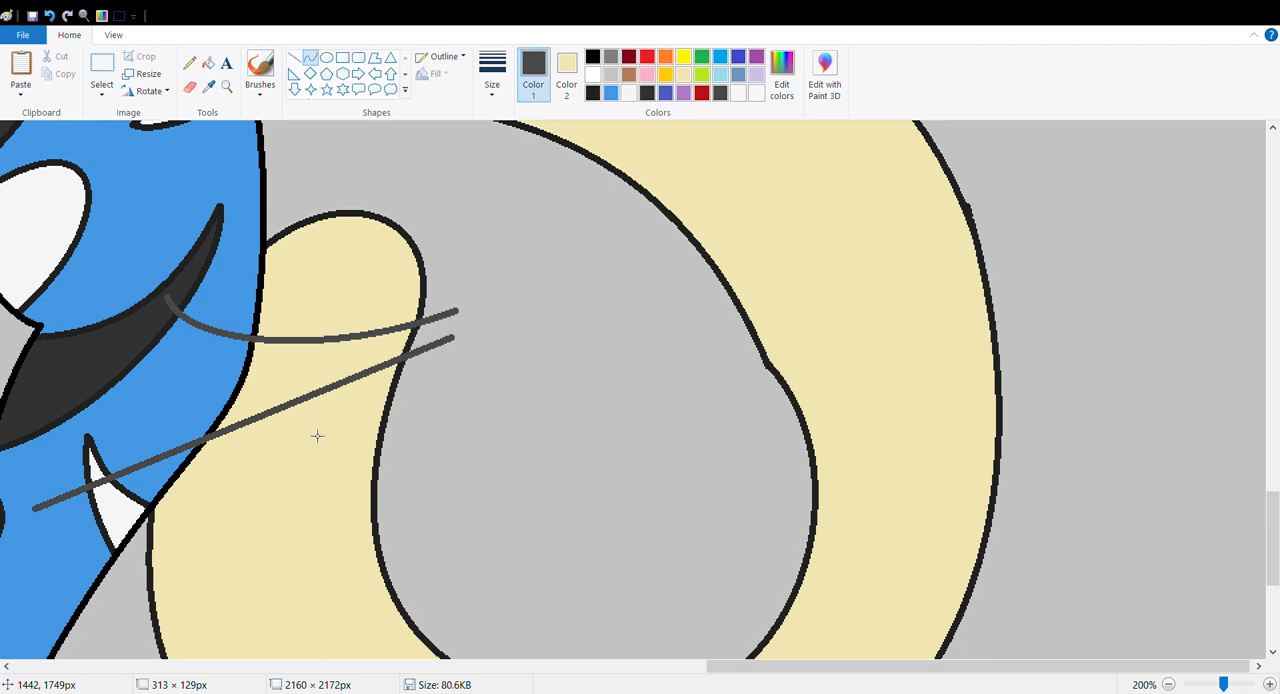 File Home View
Paste Cut Copy Clipboard
Select Crop Resize Rotate Image
Tools
Brushes
Outline Fill Shapes
Size
Color 1 Color 2 Edit colors Colors
Edit with Paint 3D
1442, 1749px 313 × 129px 2160 × 2172px Size: 80.6KB 200%